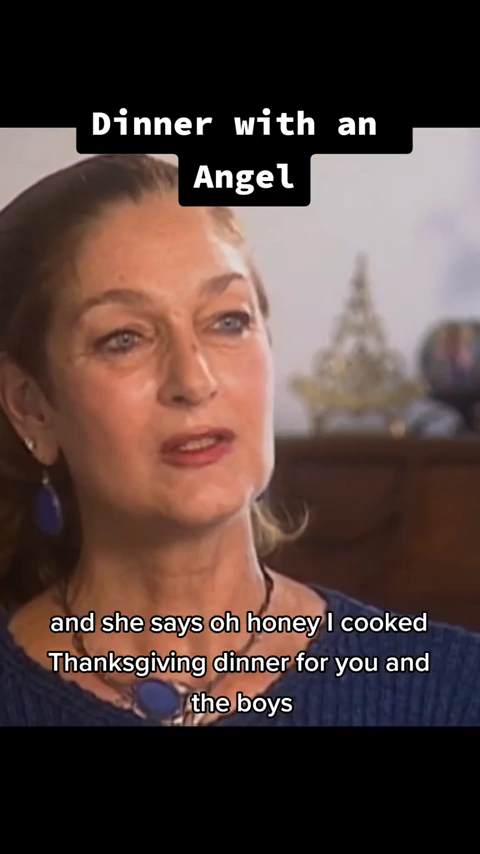 Dinner with an
Angel
and she says oh honey I cooked
Thanksgiving dinner for you and
the boys